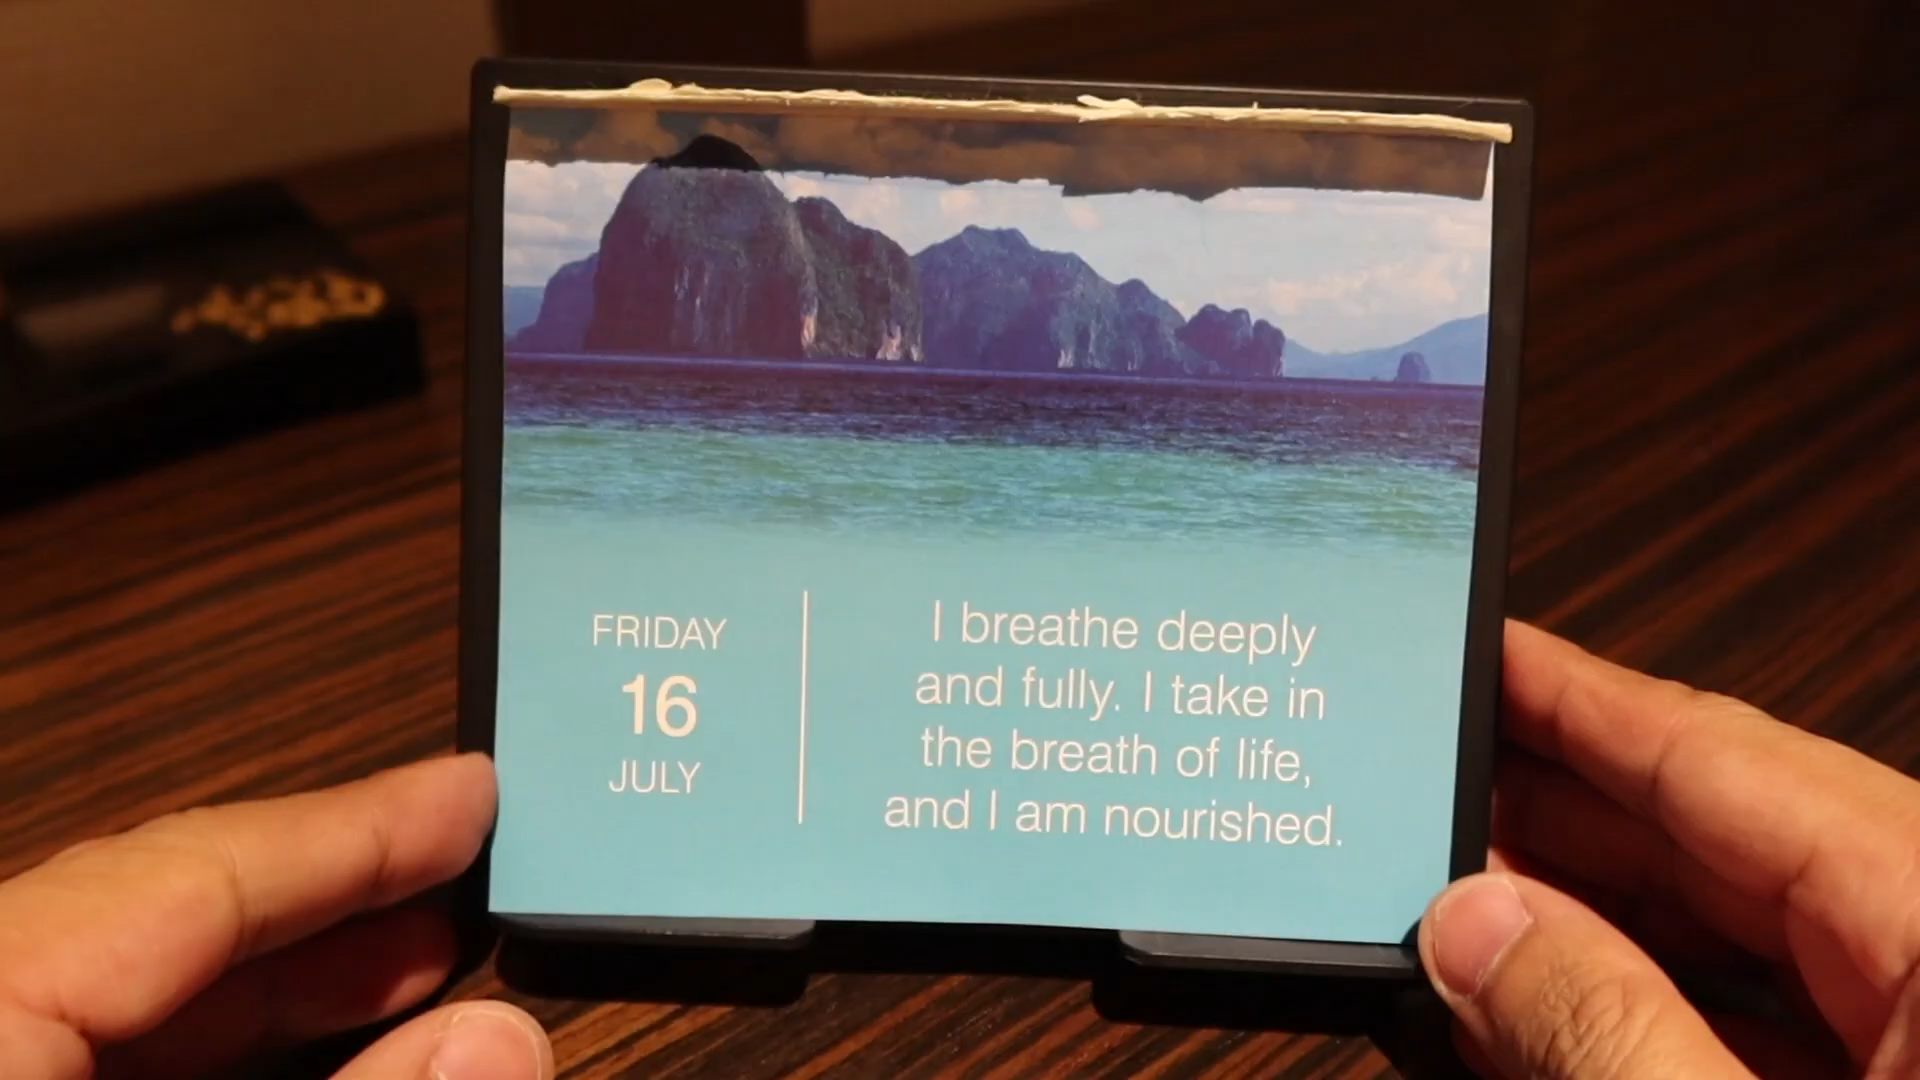 FRIDAY
16
JULY
I breathe deeply
and fully. I take in
the breath of life,
and I am nourished.